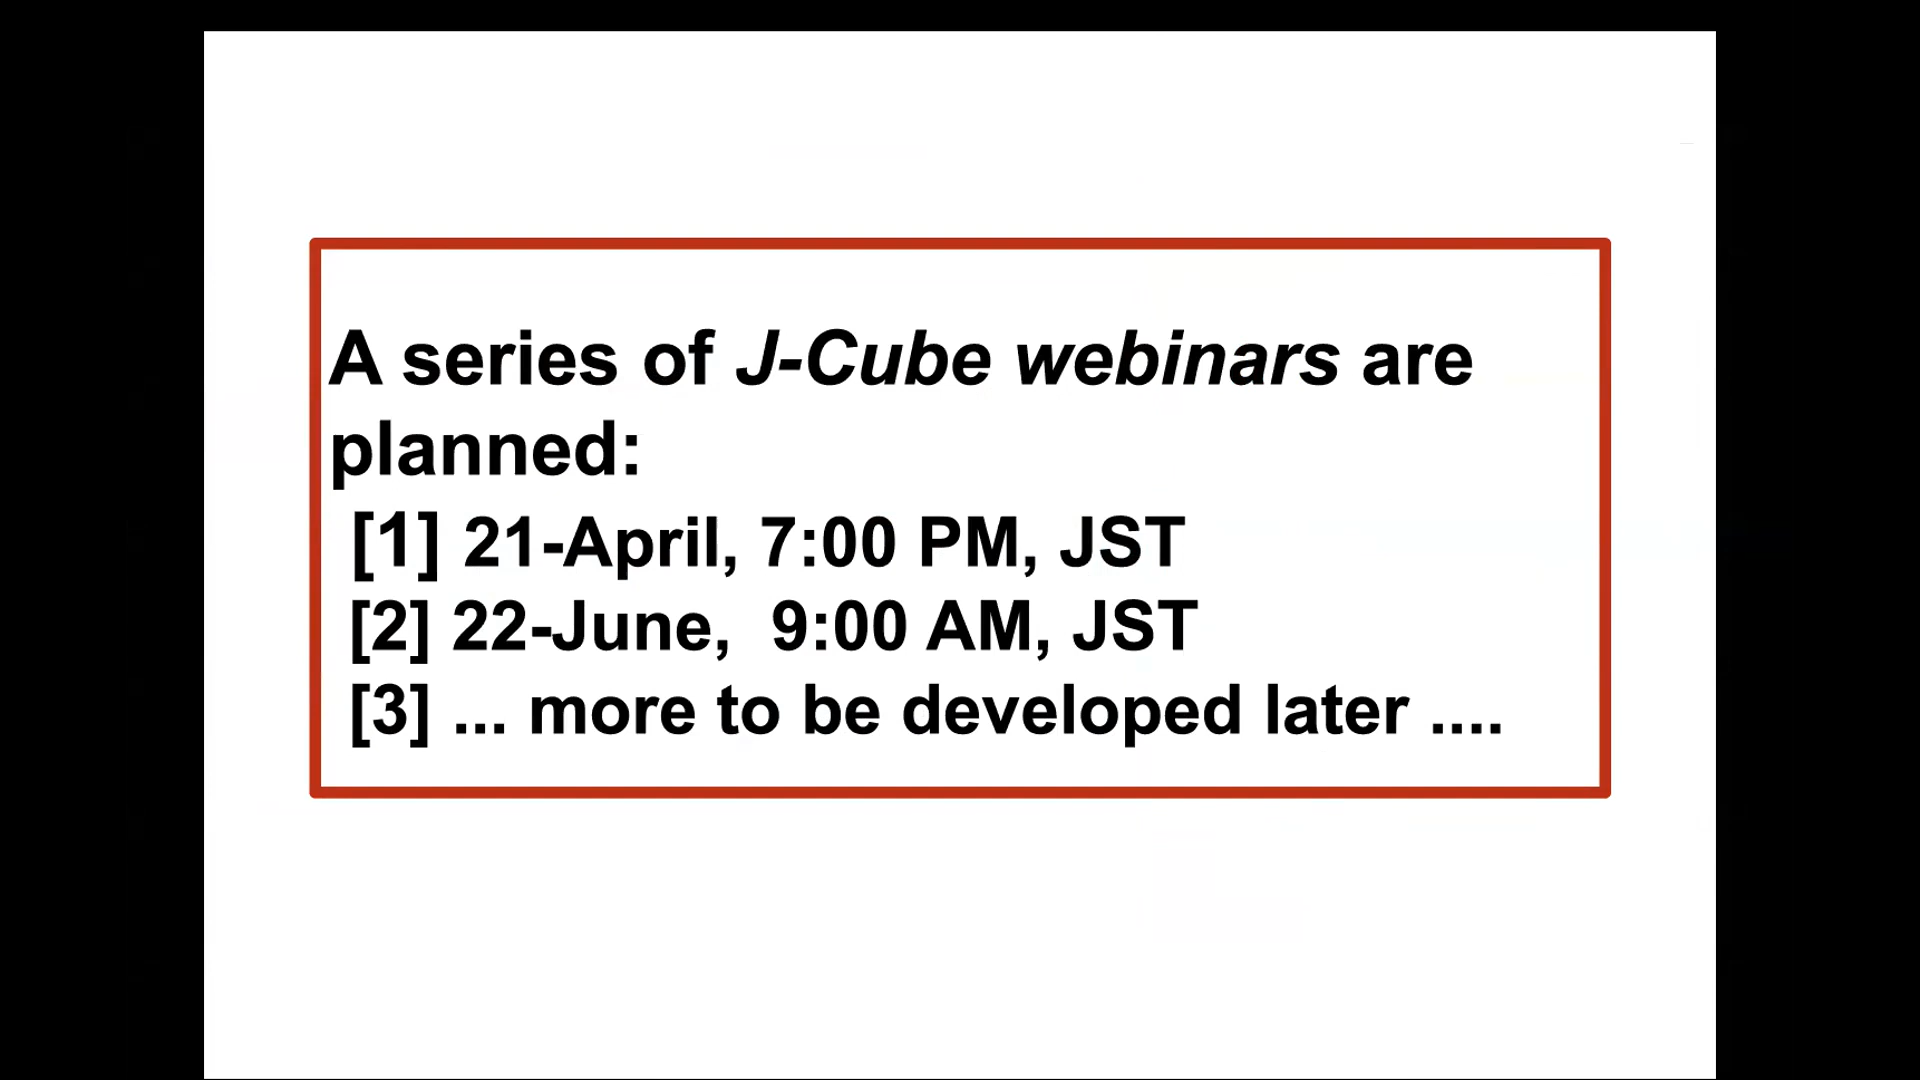 A series of J-Cube webinars are
planned:
[1] 21-April, 7:00 PM, JST
[2] 22-June,  9:00 AM, JST
[3] ... more to be developed later ....